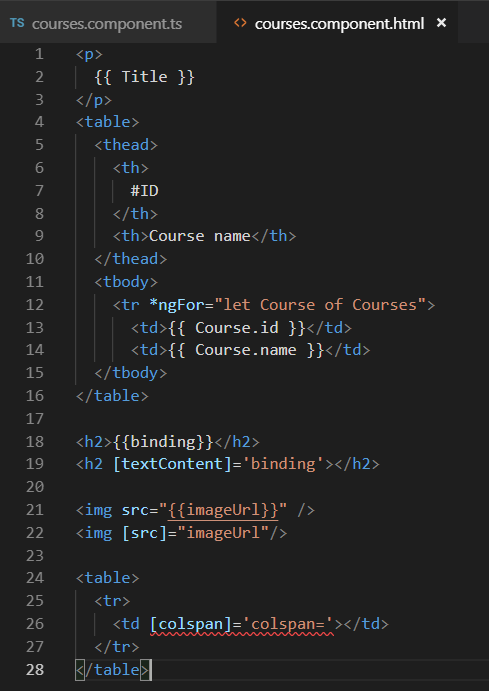 TS courses.component.ts <> courses.component.html ×
1 <p>
2   {{ Title }}
3 </p>
4 <table>
5   <thead>
6     <th>
7       #ID
8     </th>
9     <th>Course name</th>
10   </thead>
11   <tbody>
12     <tr *ngFor="let Course of Courses">
13       <td>{{ Course.id }}</td>
14       <td>{{ Course.name }}</td>
15   </tbody>
16 </table>
17
18 <h2>{{binding}}</h2>
19 <h2 [textContent]='binding'></h2>
20
21 <img src="{{imageUrl}}" />
22 <img [src]="imageUrl"/>
23
24 <table>
25   <tr>
26     <td [colspan]='colspan='></td>
27   </tr>
28 </table>